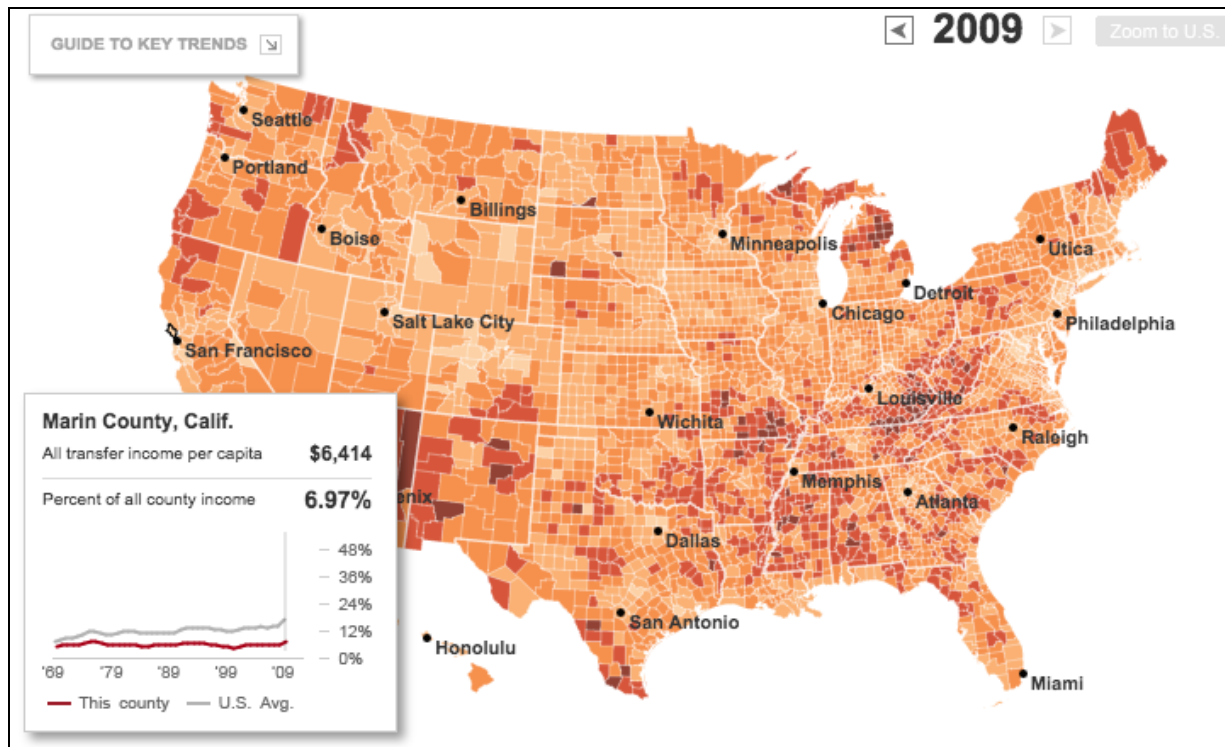 GUIDE TO KEY TRENDS
2009
Zoom to U.S.
Seattle
Portland
Billings
Boise
Minneapolis
Utica
Detroit
Salt Lake City
Chicago
Philadelphia
San Francisco
Louisville
Wichita
Raleigh
Memphis
Atlanta
Dallas
San Antonio
Honolulu
Miami
enix
Marin County, Calif.
All transfer income per capita $6,414
Percent of all county income 6.97%
48%
36%
24%
12%
0%
'69 '79 '89 '99 '09
This county U.S. Avg.